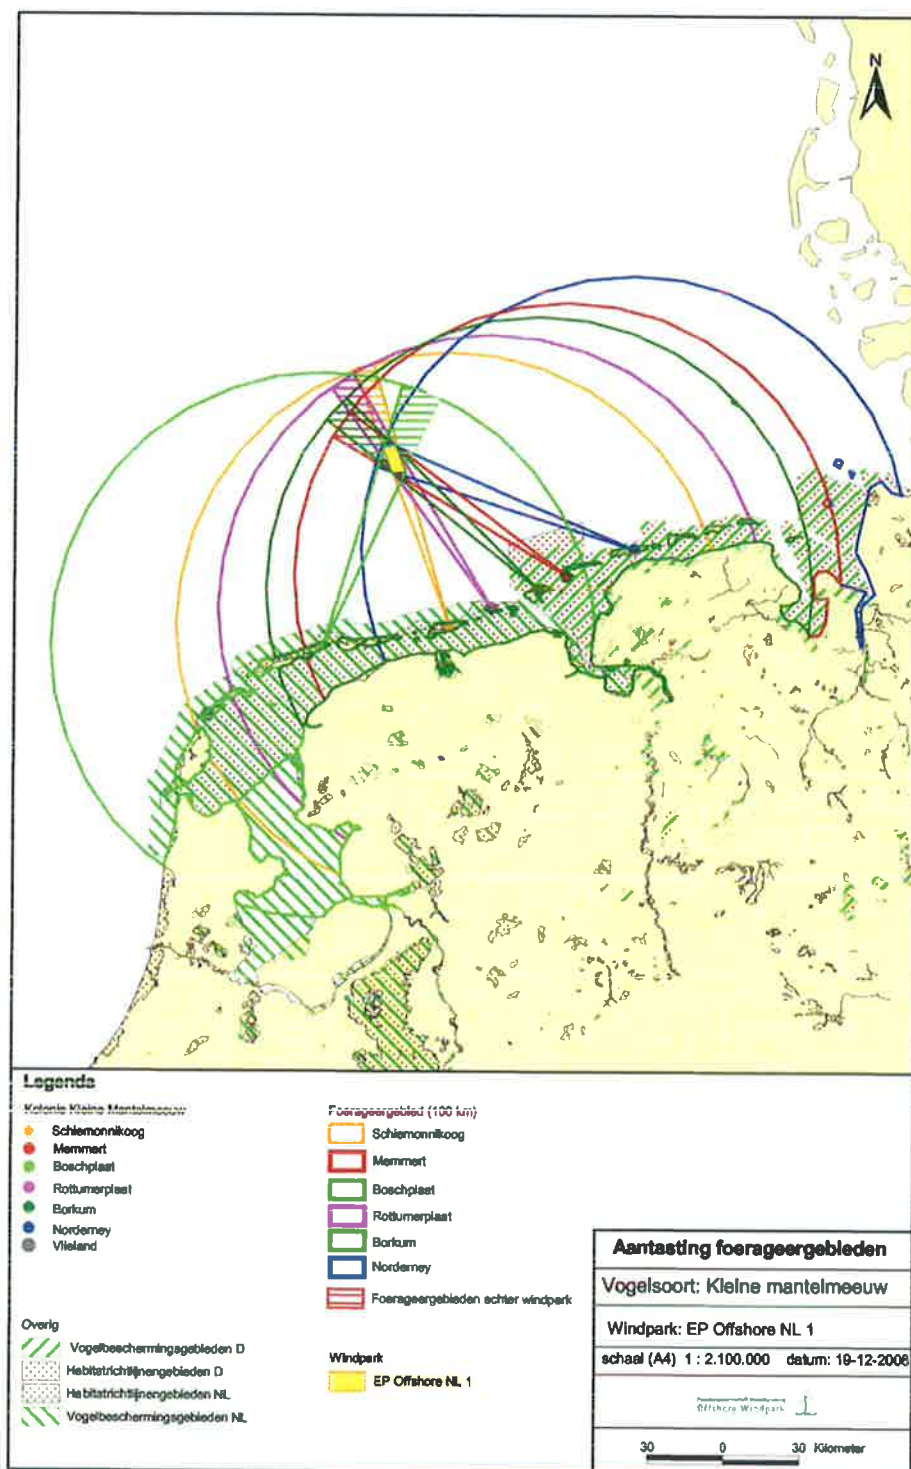 N
Legenda
Kolonie Kleine Mantelmeeuw
Schiermonnikoog
Memmert
Boschplaat
Rottumerplaat
Borkum
Norderney
Vlieland
Foerageergebied (100 km)
Schiermonnikoog
Memmert
Boschplaat
Rottumerplaat
Borkum
Norderney
Foerageergebieden achter windpark
Overig
Vogelbeschermingsgebieden D
Habitatrichtlijnengebieden D
Habitatrichtlijnengebieden NL
Vogelbeschermingsgebieden NL
Windpark
EP Offshore NL 1
Aantasting foerageergebieden
Vogelsoort: Kleine mantelmeeuw
Windpark: EP Offshore NL 1
schaal (A4) 1 : 2.100.000 datum: 19-12-2006
Offshore Windpark
30 0 30 Kilometer